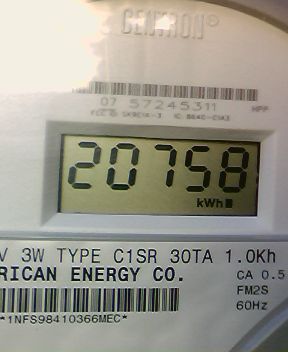 CENTRON®
07 57245311 HPP
20758
kWh
V 3W TYPE C1SR 30TA 1.0Kh
RICAN ENERGY CO. CA 0.5
FM2S
60Hz
*1NFS98410366MEC*